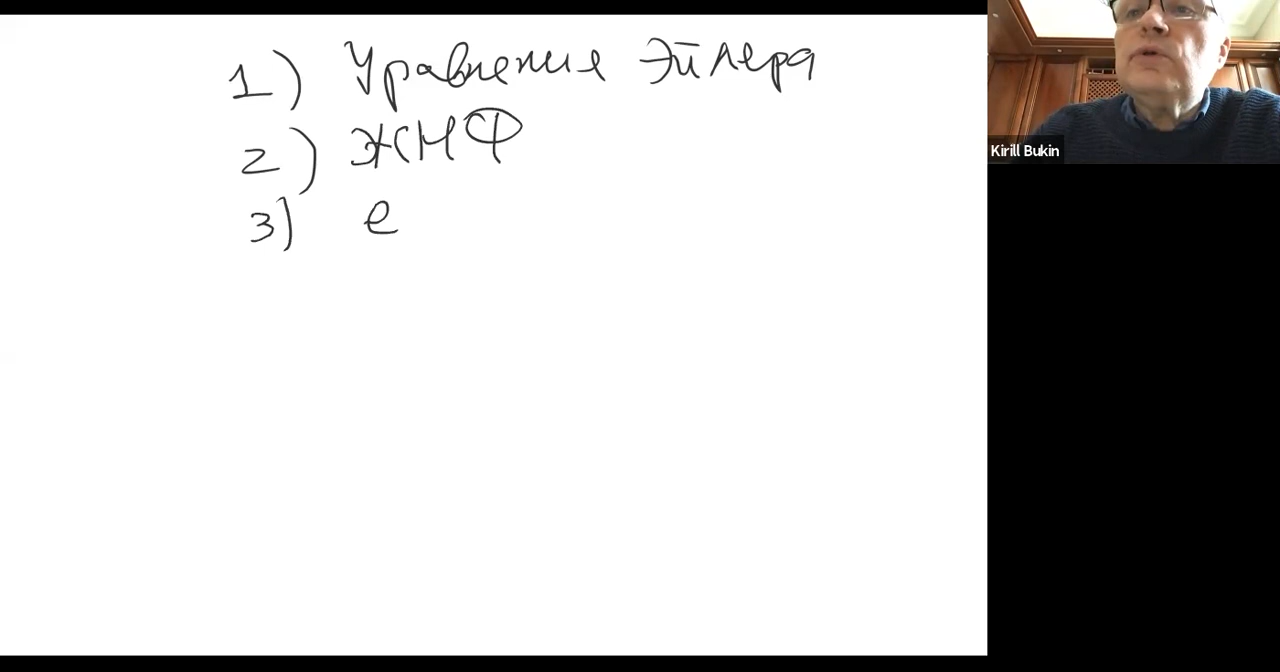 1) Уравнение Эйлера
2) ЖНФ
3) e
Kirill Bukin